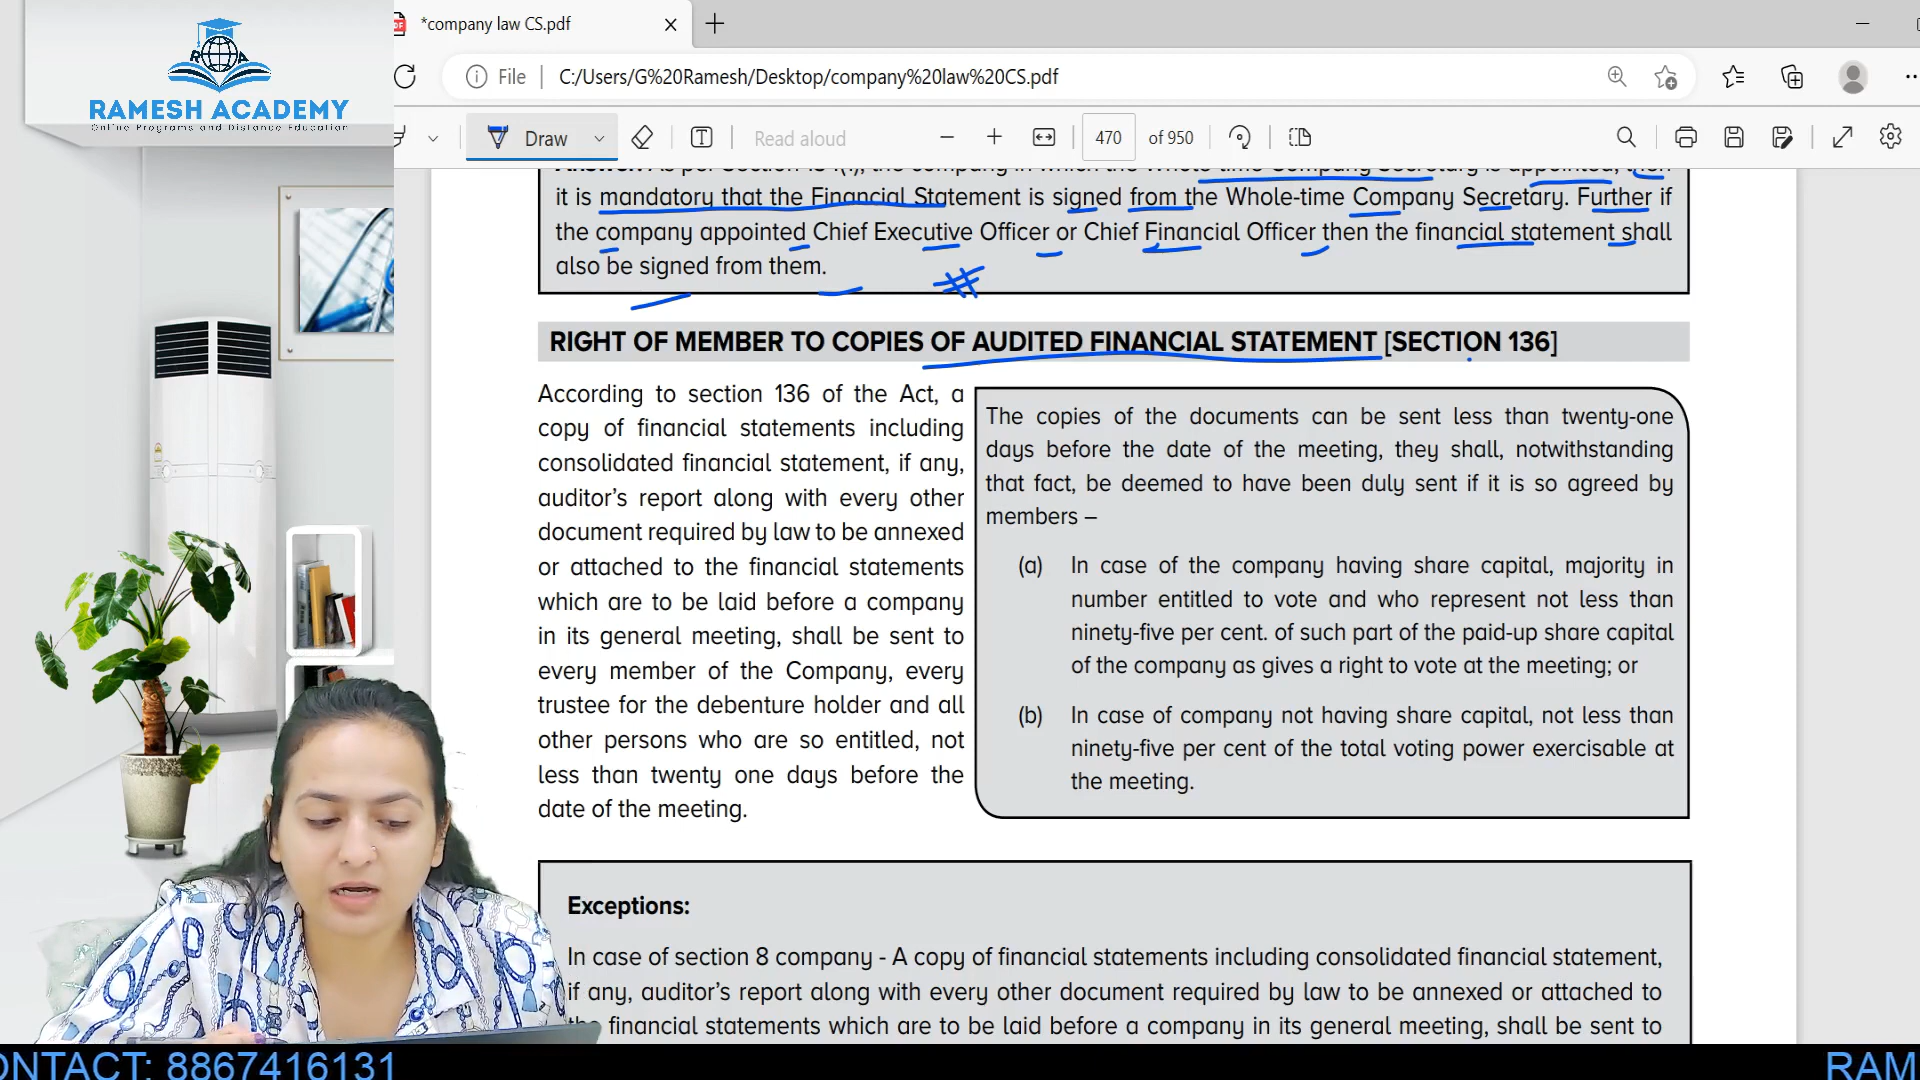 RAMESH ACADEMY
Online Programs and Distance Education
*company law CS.pdf
File
C:/Users/G%20Ramesh/Desktop/company%20law%20CS.pdf
Draw
Read aloud
470 of 950
it is mandatory that the Financial Statement is signed from the Whole-time Company Secretary. Further if
the company appointed Chief Executive Officer or Chief Financial Officer then the financial statement shall
also be signed from them.
RIGHT OF MEMBER TO COPIES OF AUDITED FINANCIAL STATEMENT [SECTION 136]
According to section 136 of the Act, a
copy of financial statements including
consolidated financial statement, if any,
auditor's report along with every other
document required by law to be annexed
or attached to the financial statements
which are to be laid before a company
in its general meeting, shall be sent to
every member of the Company, every
trustee for the debenture holder and all
other persons who are so entitled, not
less than twenty one days before the
date of the meeting.
The copies of the documents can be sent less than twenty-one
days before the date of the meeting, they shall, notwithstanding
that fact, be deemed to have been duly sent if it is so agreed by
members –
(a) In case of the company having share capital, majority in
number entitled to vote and who represent not less than
ninety-five per cent. of such part of the paid-up share capital
of the company as gives a right to vote at the meeting; or
(b) In case of company not having share capital, not less than
ninety-five per cent of the total voting power exercisable at
the meeting.
Exceptions:
In case of section 8 company - A copy of financial statements including consolidated financial statement,
if any, auditor's report along with every other document required by law to be annexed or attached to
the financial statements which are to be laid before a company in its general meeting, shall be sent to
ONTACT: 8867416131
RAM